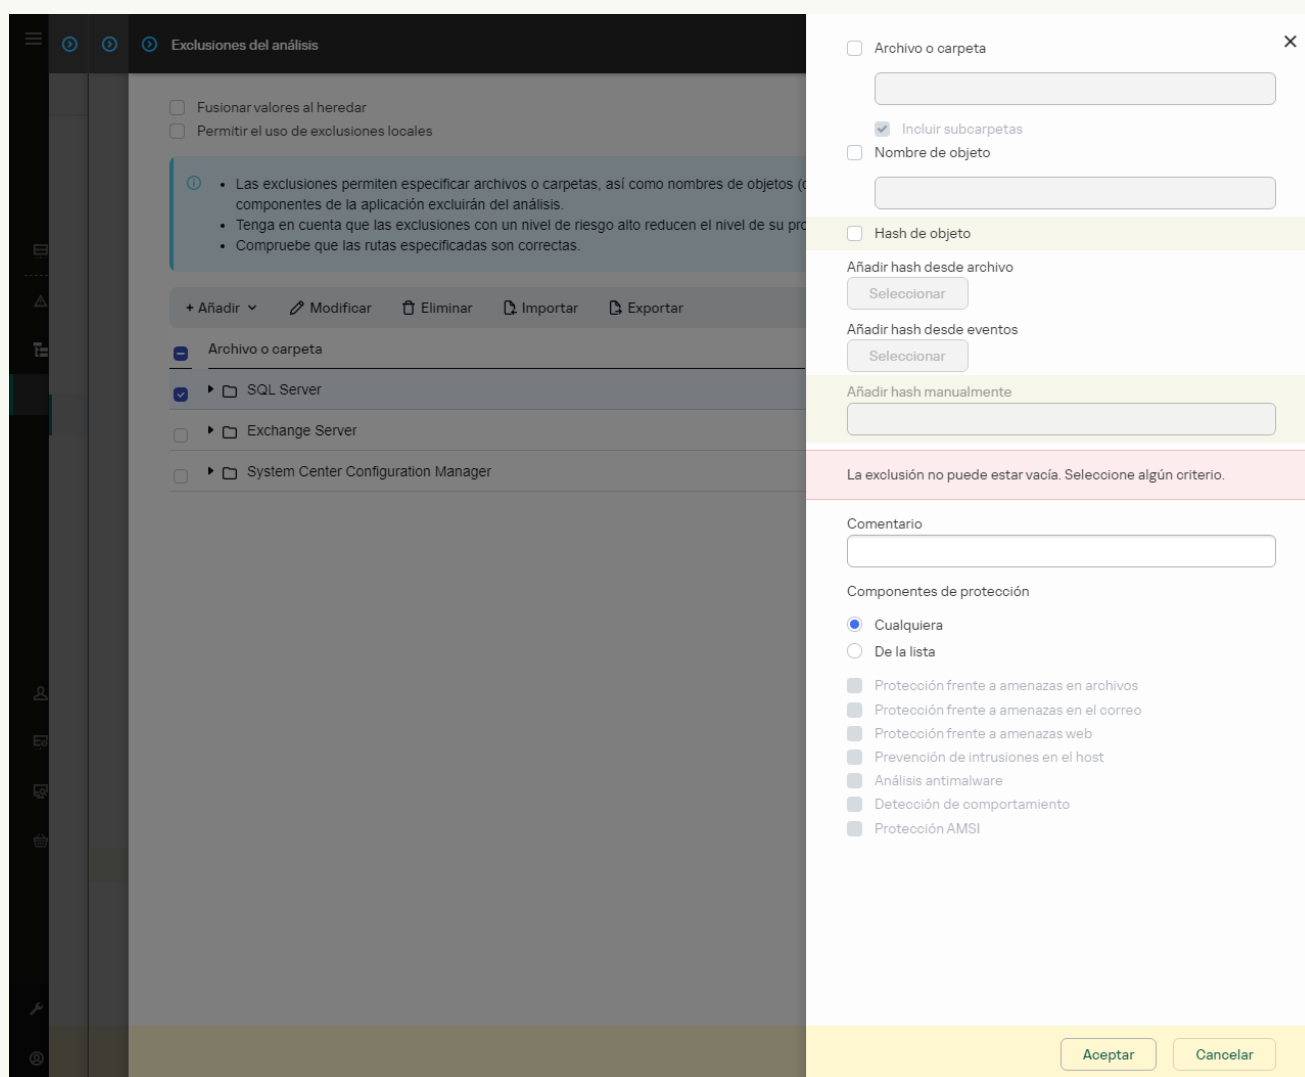 Exclusiones del análisis
Fusionar valores al heredar
Permitir el uso de exclusiones locales
Las exclusiones permiten especificar archivos o carpetas, así como nombres de objetos (
componentes de la aplicación excluirán del análisis.
Tenga en cuenta que las exclusiones con un nivel de riesgo alto reducen el nivel de su
Compruebe que las rutas especificadas son correctas.
+ Añadir Modificar Eliminar Importar Exportar
Archivo o carpeta
SQL Server
Exchange Server
System Center Configuration Manager
Archivo o carpeta
Incluir subcarpetas
Nombre de objeto
Hash de objeto
Añadir hash desde archivo
Seleccionar
Añadir hash desde eventos
Seleccionar
Añadir hash manualmente
La exclusión no puede estar vacía. Seleccione algún criterio.
Comentario
Componentes de protección
Cualquiera
De la lista
Protección frente a amenazas en archivos
Protección frente a amenazas en el correo
Protección frente a amenazas web
Prevención de intrusiones en el host
Análisis antimalware
Detección de comportamiento
Protección AMSI
Aceptar Cancelar